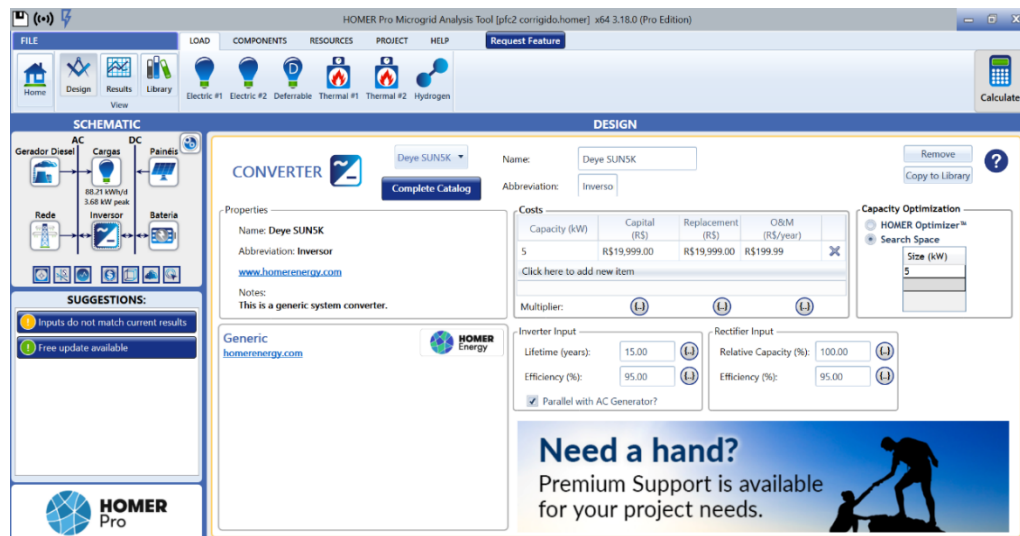 HOMER Pro Microgrid Analysis Tool [pfc2 corrigido.homer] x64 3.18.0 (Pro Edition)
FILE
LOAD COMPONENTS RESOURCES PROJECT HELP Request Feature
Home
Design
Results
Library
View
Electric #1
Electric #2
Deferrable
Thermal #1
Thermal #2
Hydrogen
Calculate
SCHEMATIC
AC DC
Gerador Diesel
Cargas
Painéis
88.21 kWh/d
3.68 kW peak
Rede
Inversor
Bateria
SUGGESTIONS:
Inputs do not match current results
Free update available
HOMER
Pro
DESIGN
CONVERTER
Deye SUN5K
Complete Catalog
Name: Deye SUN5K
Abbreviation: Inverso
Remove
Copy to Library
?
Properties
Name: Deye SUN5K
Abbreviation: Inversor
www.homerenergy.com
Notes:
This is a generic system converter.
Generic
homerenergy.com
HOMER
Energy
Costs
Capacity (kW) Capital (R$) Replacement (R$) O&M (R$/year)
5 R$19,999.00 R$19,999.00 R$199.99
Click here to add new item
Multiplier: (..) (..) (..)
Capacity Optimization
HOMER Optimizer™
Search Space
Size (kW)
5
Inverter Input
Lifetime (years): 15.00 (..)
Efficiency (%): 95.00 (..)
Parallel with AC Generator?
Rectifier Input
Relative Capacity (%): 100.00 (..)
Efficiency (%): 95.00 (..)
Need a hand?
Premium Support is available
for your project needs.